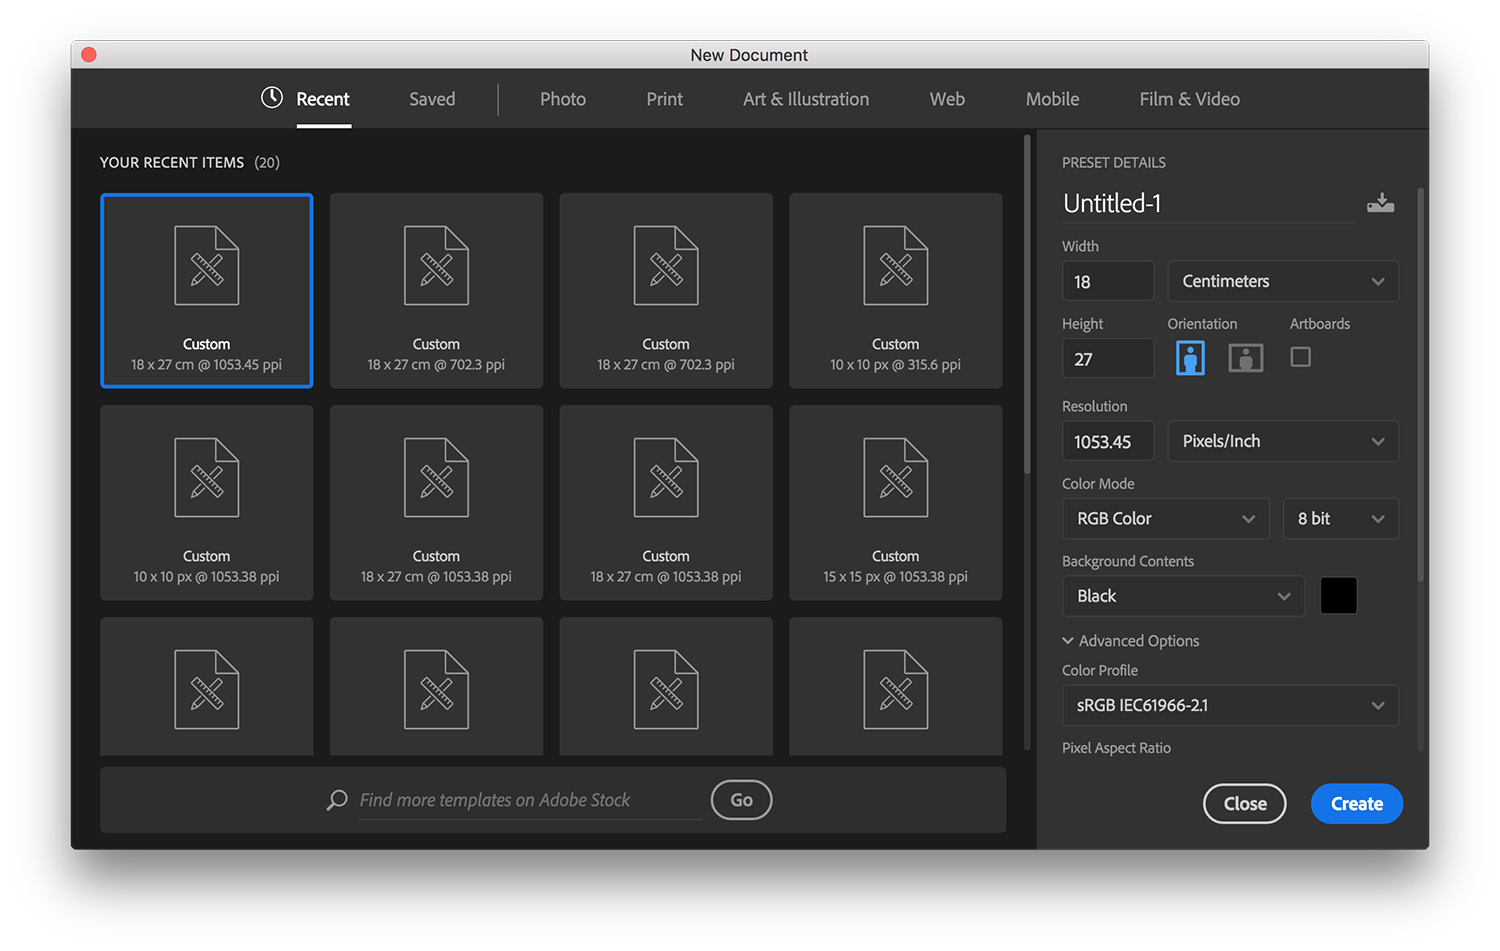 New Document
Recent Saved Photo Print Art & Illustration Web Mobile Film & Video
YOUR RECENT ITEMS (20)
Custom
18 x 27 cm @ 1053.45 ppi
Custom
18 x 27 cm @ 702.3 ppi
Custom
18 x 27 cm @ 702.3 ppi
Custom
10 x 10 px @ 315.6 ppi
Custom
10 x 10 px @ 1053.38 ppi
Custom
18 x 27 cm @ 1053.38 ppi
Custom
18 x 27 cm @ 1053.38 ppi
Custom
15 x 15 px @ 1053.38 ppi
Find more templates on Adobe Stock Go
PRESET DETAILS
Untitled-1
Width
18 Centimeters
Height Orientation Artboards
27
Resolution
1053.45 Pixels/Inch
Color Mode
RGB Color 8 bit
Background Contents
Black
Advanced Options
Color Profile
sRGB IEC61966-2.1
Pixel Aspect Ratio
Close Create